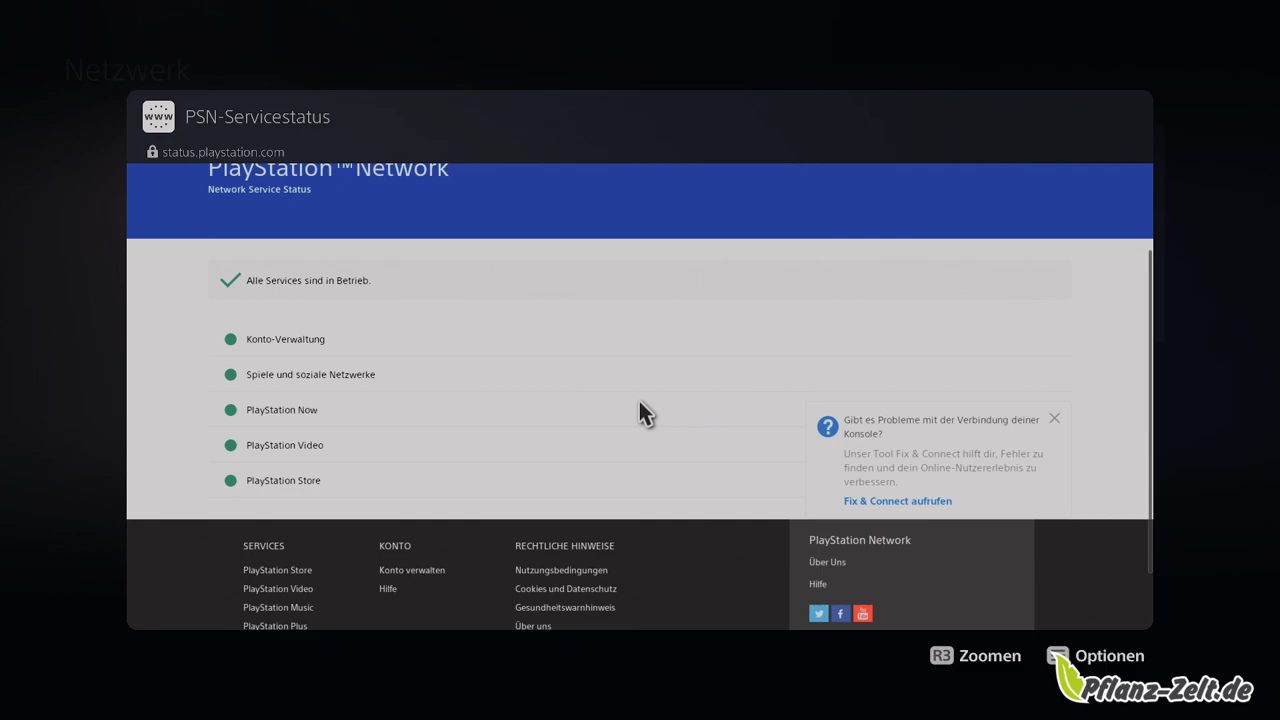 Netzwerk
www
PSN-Servicestatus
status.playstation.com
PlayStation™Network
Network Service Status
Alle Services sind in Betrieb.
Konto-Verwaltung
Spiele und soziale Netzwerke
PlayStation Now
PlayStation Video
PlayStation Store
Gibt es Probleme mit der Verbindung deiner
Konsole?
Unser Tool Fix & Connect hilft dir, Fehler zu
finden und dein Online-Nutzererlebnis zu
verbessern.
Fix & Connect aufrufen
SERVICES
PlayStation Store
PlayStation Video
PlayStation Music
PlayStation Plus
KONTO
Konto verwalten
Hilfe
RECHTLICHE HINWEISE
Nutzungsbedingungen
Cookies und Datenschutz
Gesundheitswarnhinweis
Über uns
PlayStation Network
Über Uns
Hilfe
You Tube
R3 Zoomen
Optionen
Pflanz-Zelt.de